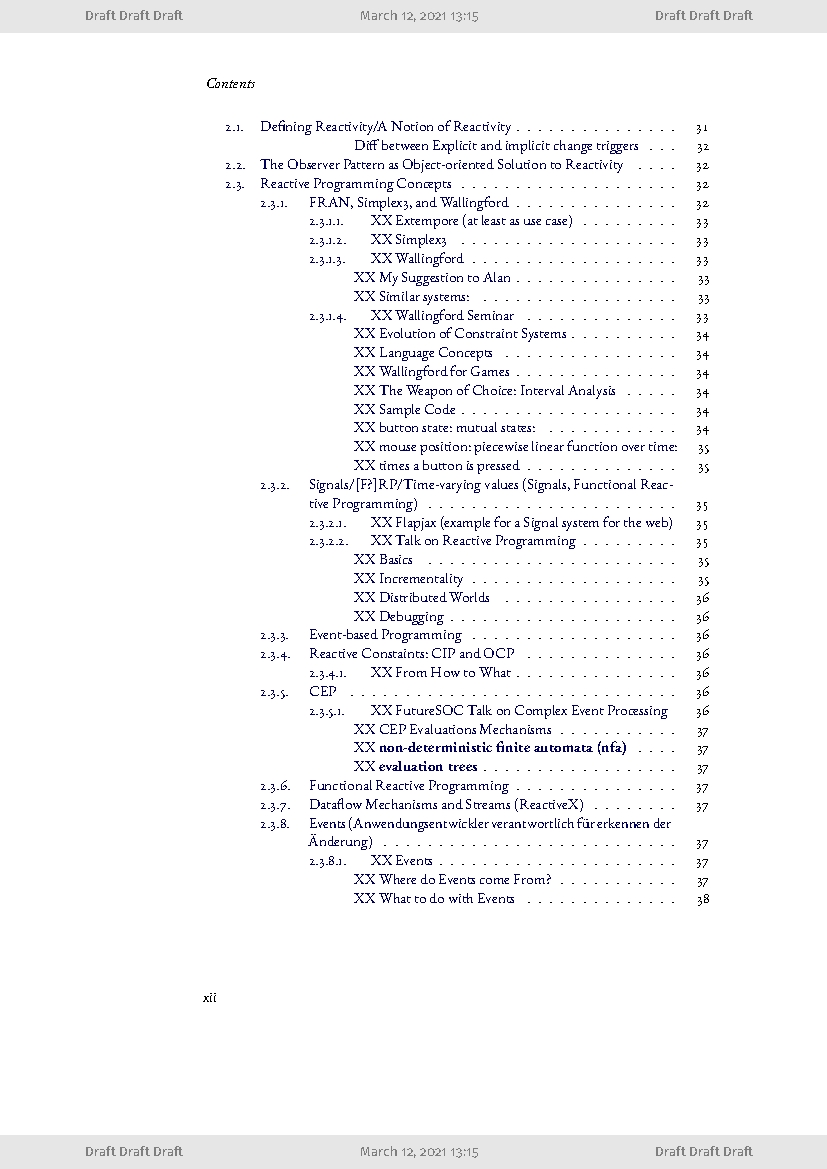 Draft Draft Draft March 12, 2021 13:15 Draft Draft Draft
Contents
2.1. Defining Reactivity/A Notion of Reactivity . . . . . . . . . . . . . . . 31
Diff between Explicit and implicit change triggers . . . 32
2.2. The Observer Pattern as Object-oriented Solution to Reactivity . . . . 32
2.3. Reactive Programming Concepts . . . . . . . . . . . . . . . . . . . . 32
2.3.1. FRAN, Simplex3, and Wallingford . . . . . . . . . . . . . . . 32
2.3.1.1. XX Extempore (at least as use case) . . . . . . . . . 33
2.3.1.2. XX Simplex3 . . . . . . . . . . . . . . . . . . . . 33
2.3.1.3. XX Wallingford . . . . . . . . . . . . . . . . . . . 33
XX My Suggestion to Alan . . . . . . . . . . . . . . . 33
XX Similar systems: . . . . . . . . . . . . . . . . . . 33
2.3.1.4. XX Wallingford Seminar . . . . . . . . . . . . . . 33
XX Evolution of Constraint Systems . . . . . . . . . . 34
XX Language Concepts . . . . . . . . . . . . . . . . 34
XX Wallingford for Games . . . . . . . . . . . . . . . 34
XX The Weapon of Choice: Interval Analysis . . . . . 34
XX Sample Code . . . . . . . . . . . . . . . . . . . . 34
XX button state: mutual states: . . . . . . . . . . . . 34
XX mouse position: piecewise linear function over time: 35
XX times a button is pressed . . . . . . . . . . . . . . 35
2.3.2. Signals/[F?]RP/Time-varying values (Signals, Functional Reac-
tive Programming) . . . . . . . . . . . . . . . . . . . . . . . 35
2.3.2.1. XX Flapjax (example for a Signal system for the web) 35
2.3.2.2. XX Talk on Reactive Programming . . . . . . . . . 35
XX Basics . . . . . . . . . . . . . . . . . . . . . . . 35
XX Incrementality . . . . . . . . . . . . . . . . . . . 35
XX Distributed Worlds . . . . . . . . . . . . . . . . 36
XX Debugging . . . . . . . . . . . . . . . . . . . . . 36
2.3.3. Event-based Programming . . . . . . . . . . . . . . . . . . . 36
2.3.4. Reactive Constaints: CIP and OCP . . . . . . . . . . . . . . 36
2.3.4.1. XX From How to What . . . . . . . . . . . . . . . 36
2.3.5. CEP . . . . . . . . . . . . . . . . . . . . . . . . . . . . . . 36
2.3.5.1. XX FutureSOC Talk on Complex Event Processing 36
XX CEP Evaluations Mechanisms . . . . . . . . . . . 37
XX non-deterministic finite automata (nfa) . . . . 37
XX evaluation trees . . . . . . . . . . . . . . . . . . 37
2.3.6. Functional Reactive Programming . . . . . . . . . . . . . . . 37
2.3.7. Dataflow Mechanisms and Streams (ReactiveX) . . . . . . . . 37
2.3.8. Events (Anwendungsentwickler verantwortlich für erkennen der
Änderung) . . . . . . . . . . . . . . . . . . . . . . . . . . . 37
2.3.8.1. XX Events . . . . . . . . . . . . . . . . . . . . . . 37
XX Where do Events come From? . . . . . . . . . . . 37
XX What to do with Events . . . . . . . . . . . . . . 38
xii
Draft Draft Draft March 12, 2021 13:15 Draft Draft Draft